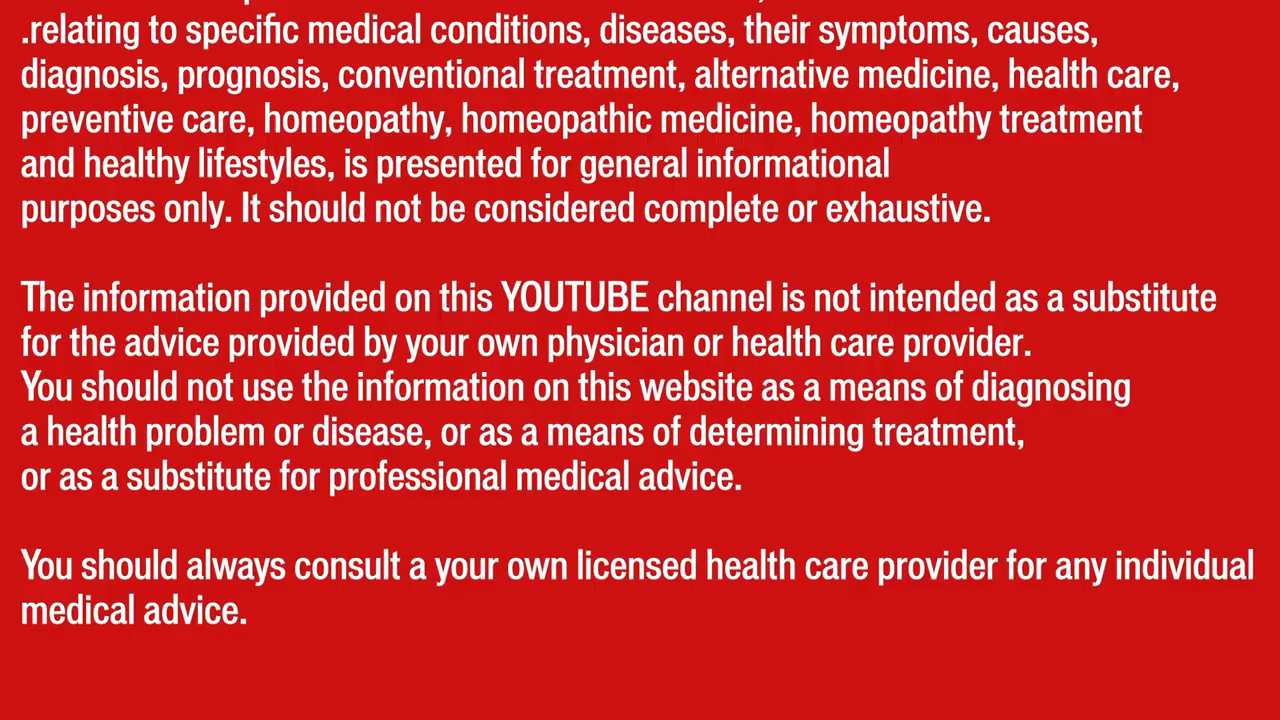 .relating to specific medical conditions, diseases, their symptoms, causes,
diagnosis, prognosis, conventional treatment, alternative medicine, health care,
preventive care, homeopathy, homeopathic medicine, homeopathy treatment
and healthy lifestyles, is presented for general informational
purposes only. It should not be considered complete or exhaustive.
The information provided on this YOUTUBE channel is not intended as a substitute
for the advice provided by your own physician or health care provider.
You should not use the information on this website as a means of diagnosing
a health problem or disease, or as a means of determining treatment,
or as a substitute for professional medical advice.
You should always consult a your own licensed health care provider for any individual
medical advice.